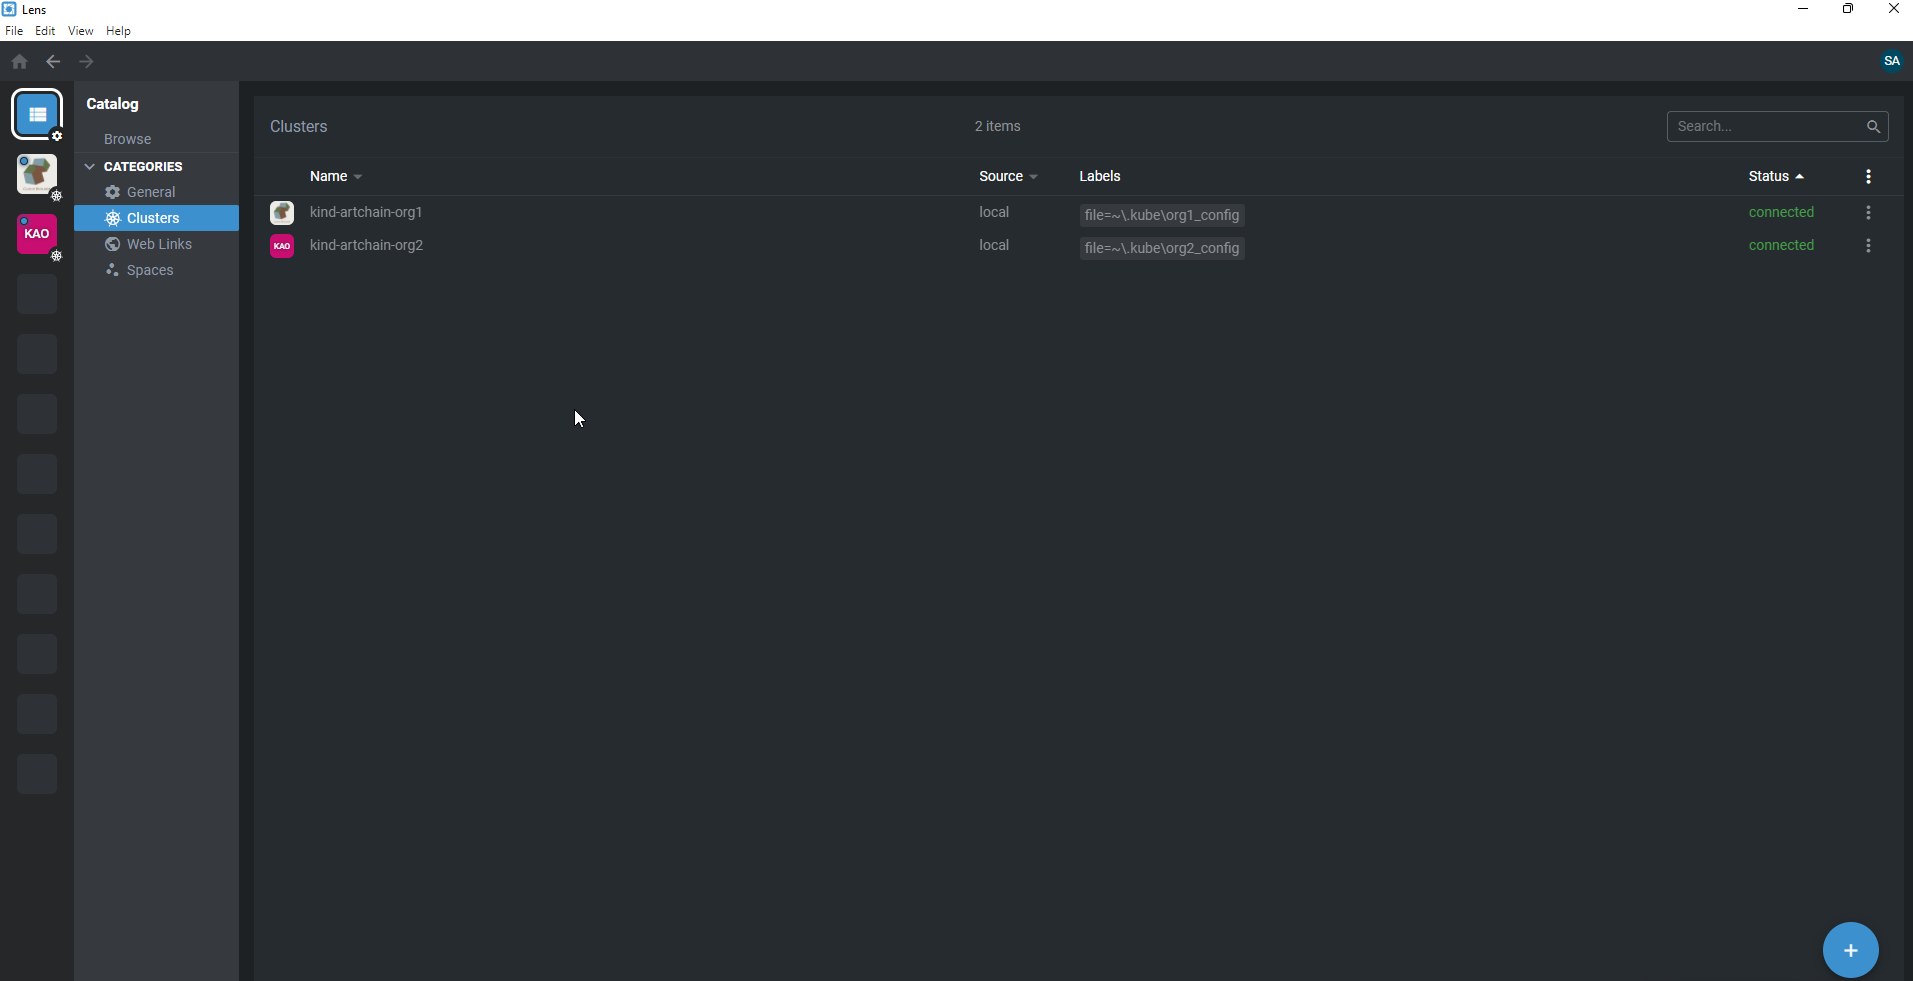 Lens
File Edit View Help
SA
Catalog
Browse
CATEGORIES
General
Clusters
Web Links
Spaces
KAO
Clusters 2 items Search...
Name Source Labels Status
kind-artchain-org1 local file=~\.kube\org1_config connected
KAO kind-artchain-org2 local file=~\.kube\org2_config connected